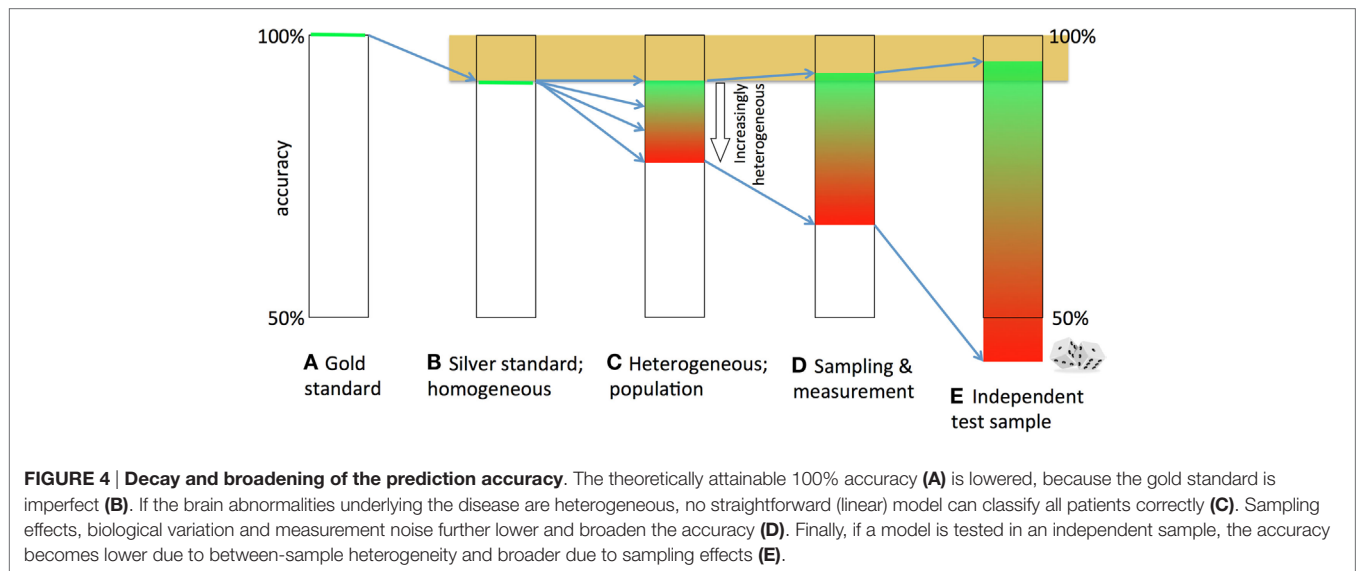 100%
100%
accuracy
Increasingly
heterogeneous
50%
50%
A Gold
standard
B Silver standard;
homogeneous
C Heterogeneous;
population
D Sampling &
measurement
E Independent
test sample
FIGURE 4 | Decay and broadening of the prediction accuracy. The theoretically attainable 100% accuracy (A) is lowered, because the gold standard is
imperfect (B). If the brain abnormalities underlying the disease are heterogeneous, no straightforward (linear) model can classify all patients correctly (C). Sampling
effects, biological variation and measurement noise further lower and broaden the accuracy (D). Finally, if a model is tested in an independent sample, the accuracy
becomes lower due to between-sample heterogeneity and broader due to sampling effects (E).